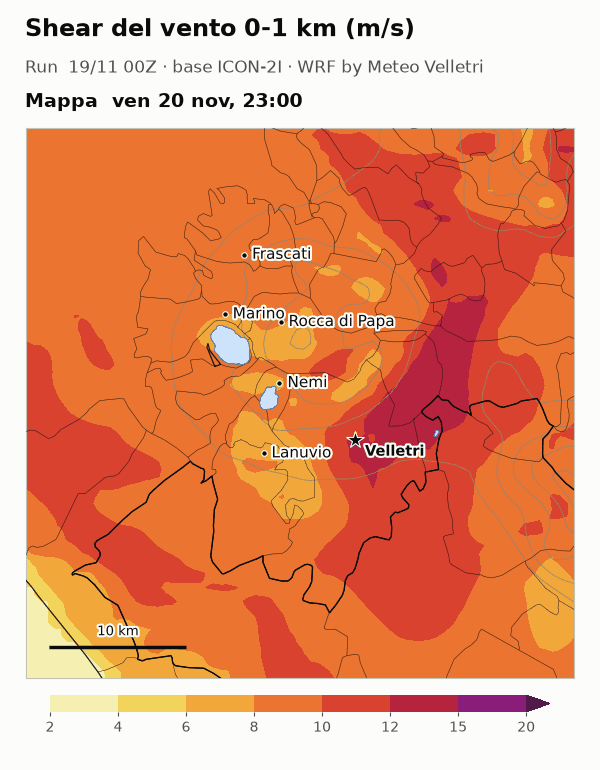 Shear del vento 0-1 km (m/s)
Run  19/11 00Z · base ICON-2I · WRF by Meteo Velletri
Mappa  ven 20 nov, 23:00
Frascati
Marino
Rocca di Papa
Nemi
Velletri
Lanuvio
10 km
2 4 6 8 10 12 15 20